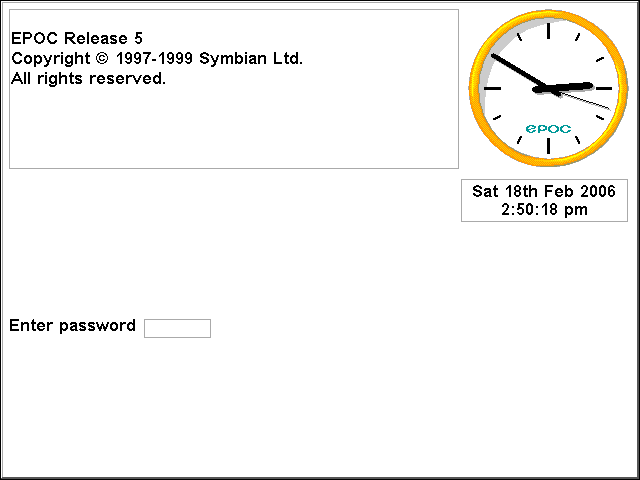 EPOC Release 5
Copyright © 1997-1999 Symbian Ltd.
All rights reserved.
epoc
Sat 18th Feb 2006
2:50:18 pm
Enter password